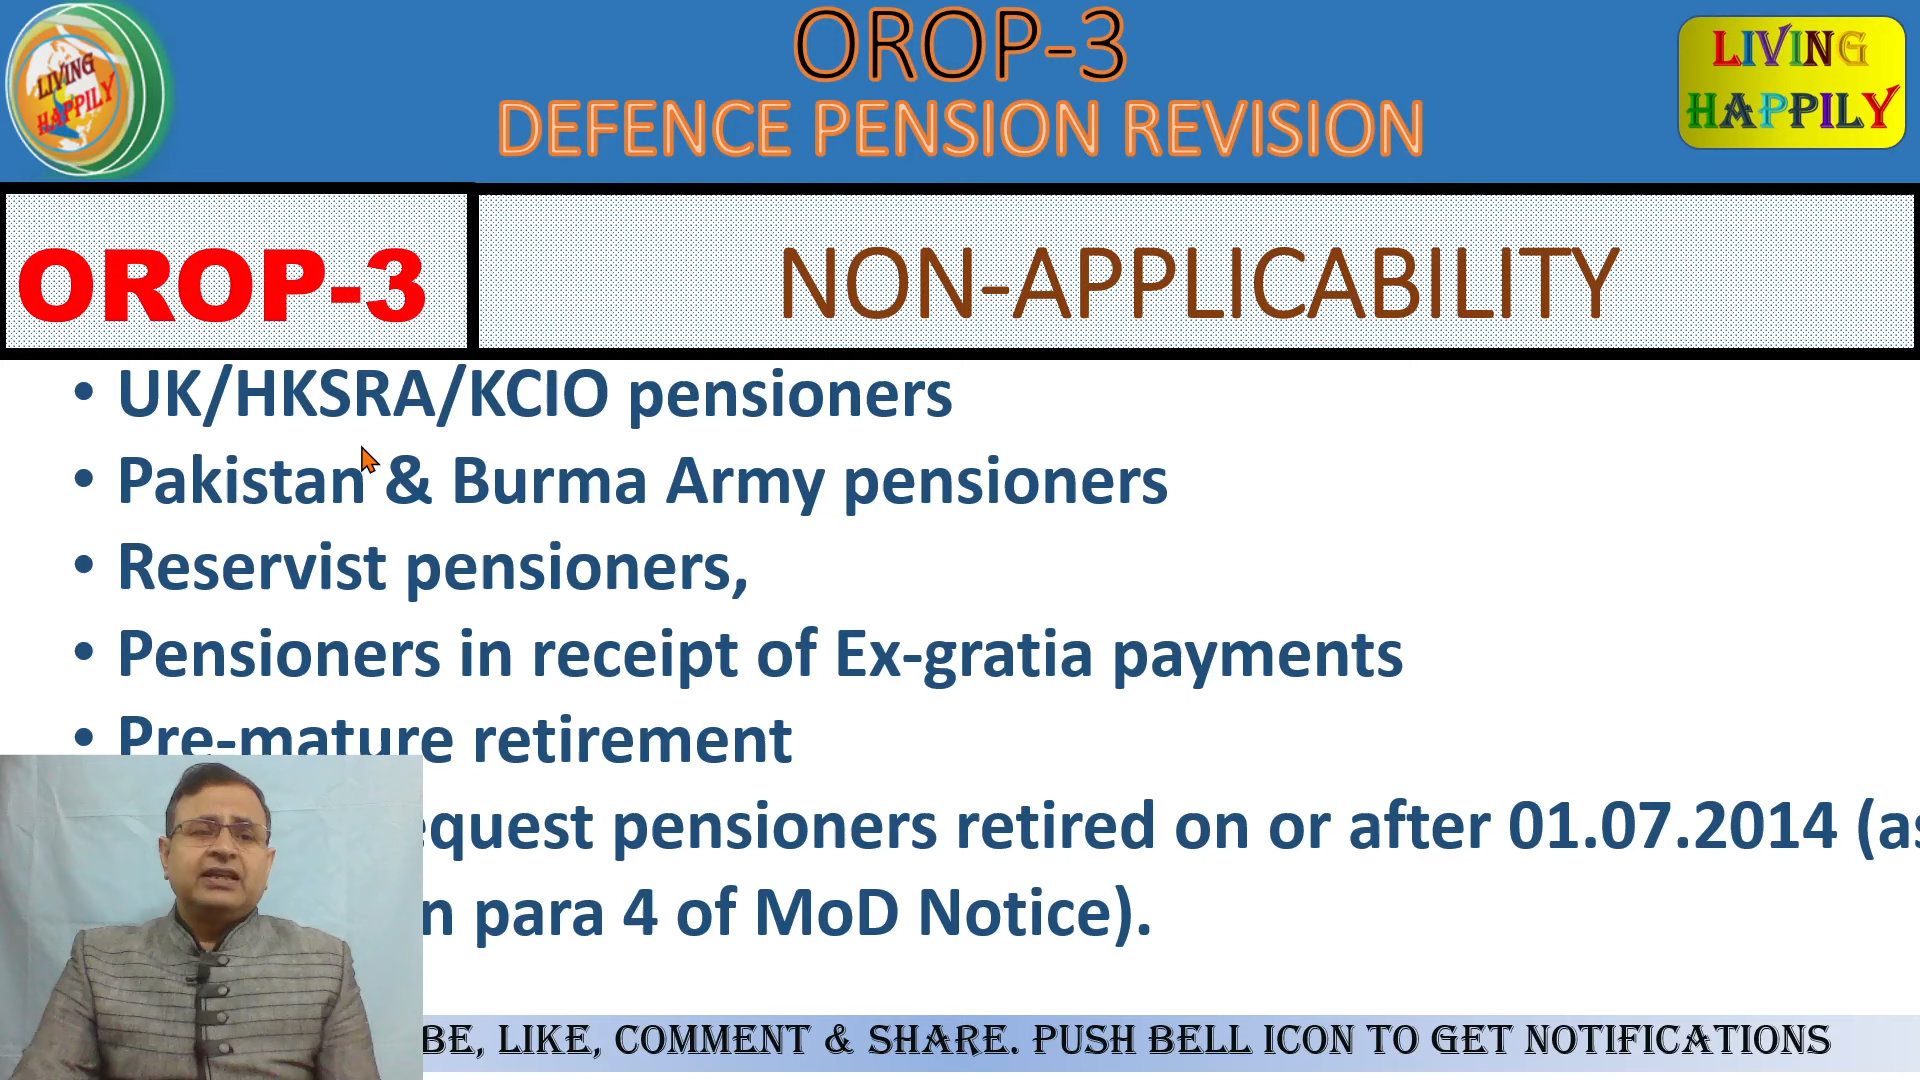 LIVING
HAPPILY
OROP-3
DEFENCE PENSION REVISION
LIVING
HAPPILY
OROP-3
NON-APPLICABILITY
• UK/HKSRA/KCIO pensioners
• Pakistan & Burma Army pensioners
• Reservist pensioners,
• Pensioners in receipt of Ex-gratia payments
• Pre-mature retirement
equest pensioners retired on or after 01.07.2014 (as
n para 4 of MoD Notice).
BE, LIKE, COMMENT & SHARE. PUSH BELL ICON TO GET NOTIFICATIONS